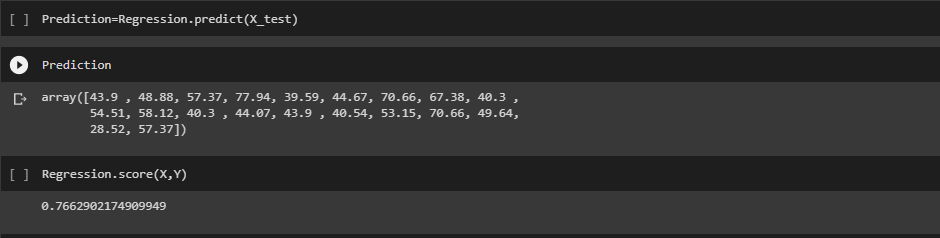 [ ] Prediction=Regression.predict(X_test)
Prediction
array([43.9 , 48.88, 57.37, 77.94, 39.59, 44.67, 70.66, 67.38, 40.3 ,
54.51, 58.12, 40.3 , 44.07, 43.9 , 40.54, 53.15, 70.66, 49.64,
28.52, 57.37])
[ ] Regression.score(X,Y)
0.7662902174909949